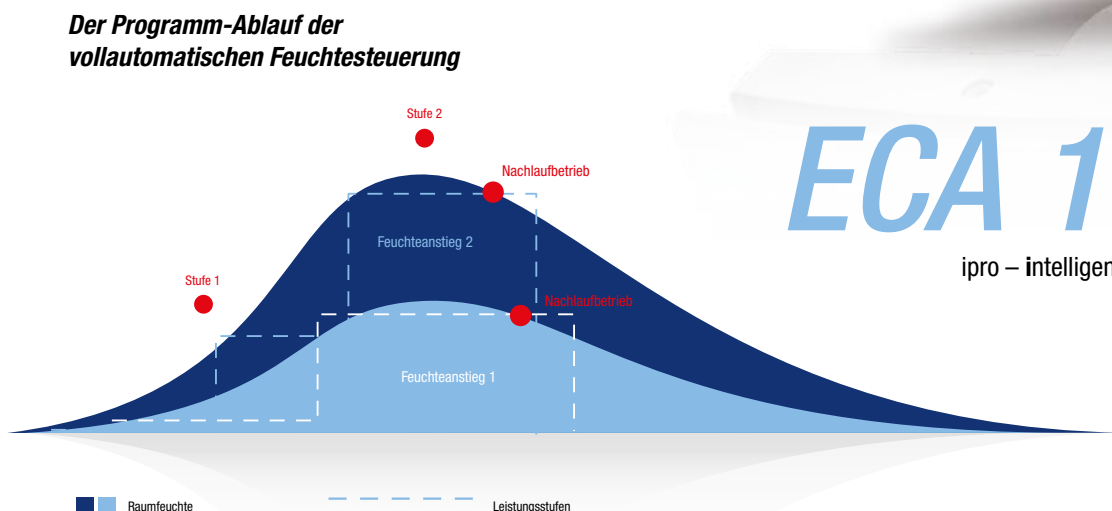 Der Programm-Ablauf der
vollautomatischen Feuchtesteuerung
Stufe 2
ECA 1
Nachlaufbetrieb
Feuchteanstieg 2
ipro – intelligen
Stufe 1
Nachlaufbetrieb
Feuchteanstieg 1
Raumfeuchte
Leistungsstufen